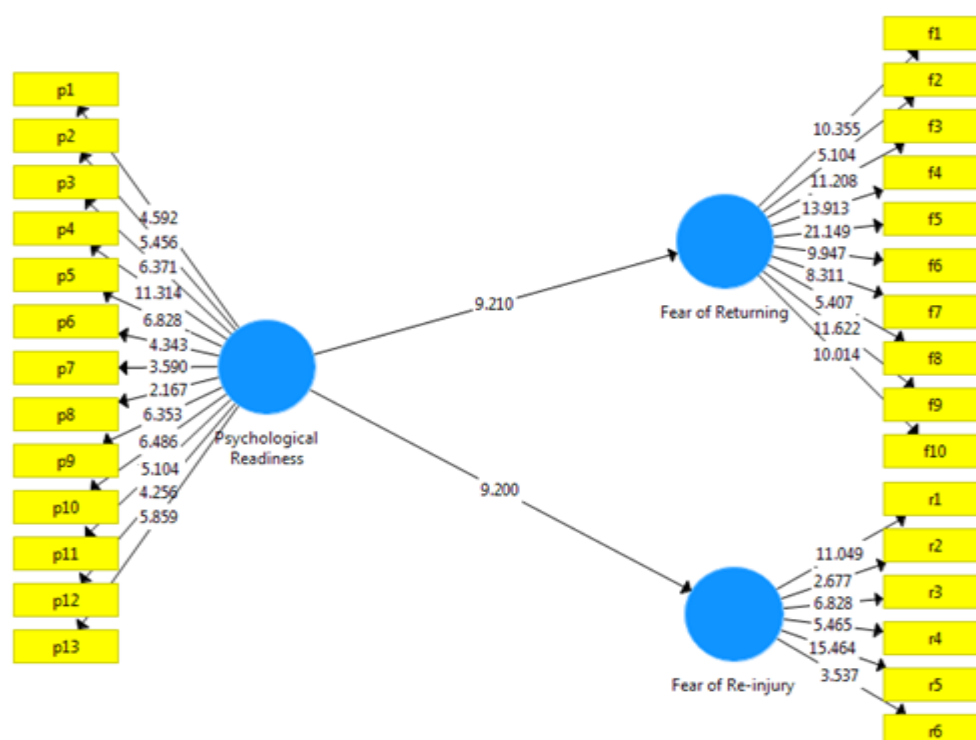 p1
p2
p3
p4
p5
p6
p7
p8
p9
p10
p11
p12
p13
4.592
5.456
6.371
11.314
6.828
4.343
3.590
2.167
6.353
6.486
5.104
4.256
5.859
Psychological
Readiness
9.210
9.200
Fear of Returning
10.355
5.104
11.208
13.913
21.149
9.947
8.311
5.407
11.622
10.014
f1
f2
f3
f4
f5
f6
f7
f8
f9
f10
Fear of Re-injury
11.049
2.677
6.828
5.465
15.464
3.537
r1
r2
r3
r4
r5
r6